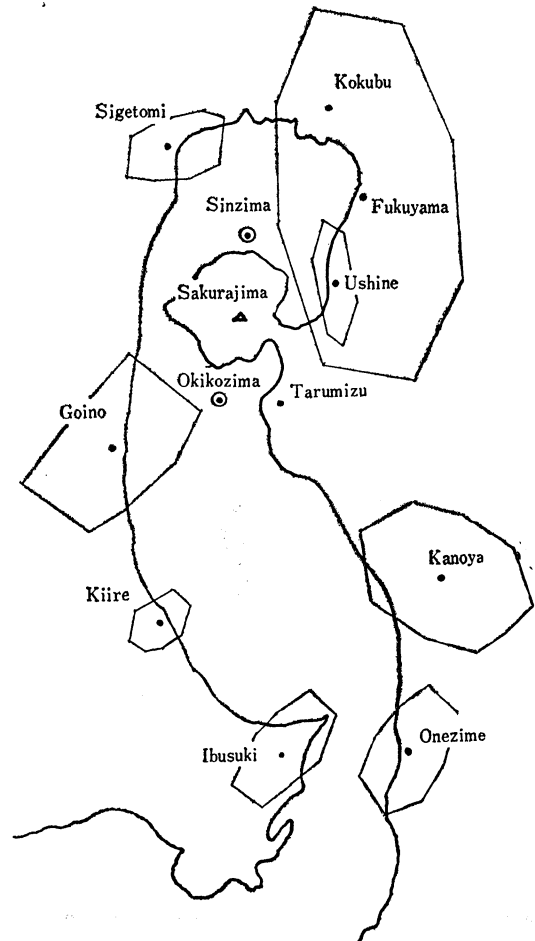 Kokubu
Sigetomi
Sinzima
Fukuyama
Ushine
Sakurajima
Okikozima
Tarumizu
Goino
Kanoya
Kiire
Onezime
Ibusuki